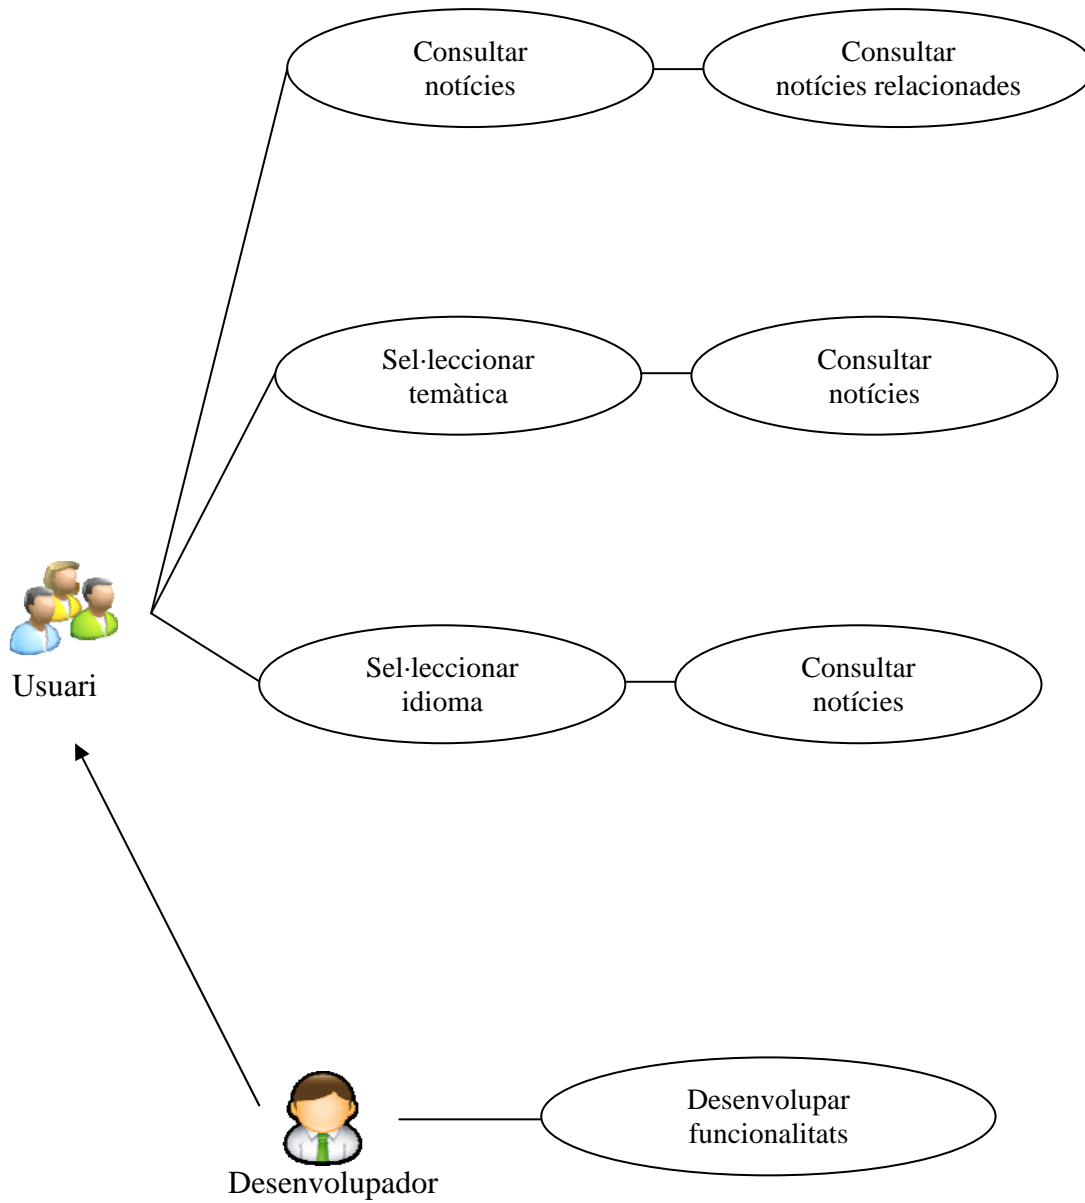 Consultar
notícies
Consultar
notícies relacionades
Sel·leccionar
temàtica
Consultar
notícies
Usuari
Sel·leccionar
idioma
Consultar
notícies
Desenvolupador
Desenvolupar
funcionalitats